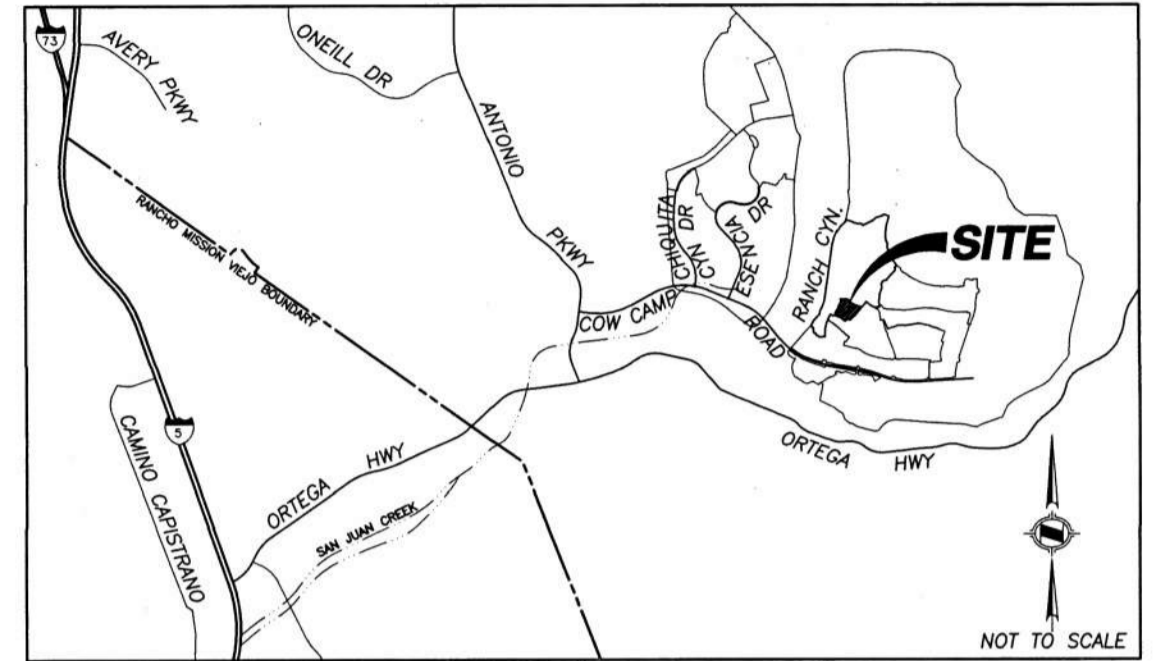 73
AVERY PKWY
ONEILL DR
ANTONIO
PKWY
RANCHO MISSION VIEJO BOUNDARY
CHIQUITA
CYN DR
ESENCIA DR
RANCH CYN.
SITE
COW CAMP
ROAD
ORTEGA
HWY
5
CAMINO CAPISTRANO
ORTEGA
HWY
SAN JUAN CREEK
NOT TO SCALE